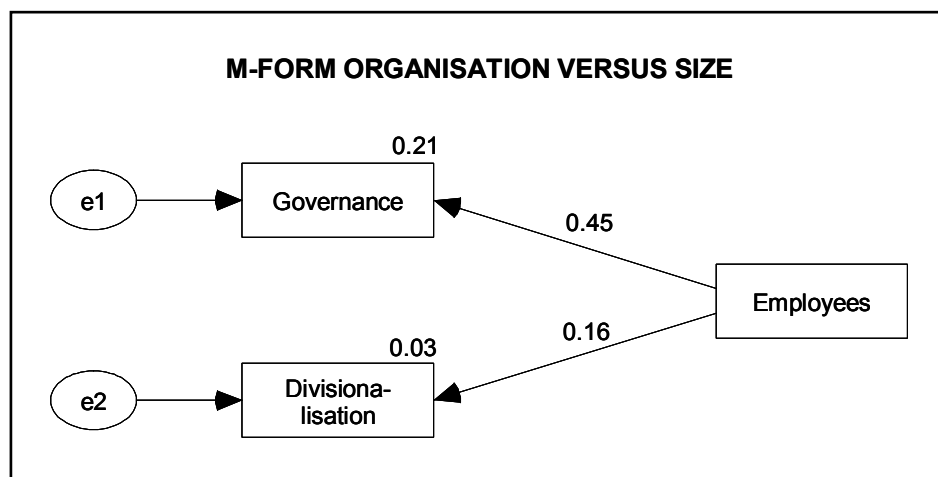 M-FORM ORGANISATION VERSUS SIZE
0.21
e1
Governance
0.45
Employees
0.16
0.03
e2
Divisiona-
lisation